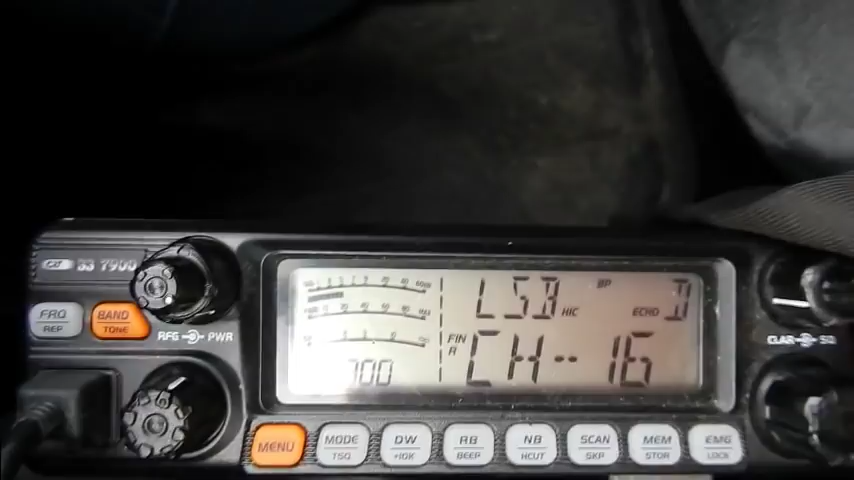 CRT SS 7900
FRQ
REP
BAND
TONE
RFG PWR
LSB HIC BP ECHO D
FIN
R
CH--16
700
CLAR SQ
MENU
MODE
TSQ
DW
+10K
RB
BEEP
NB
HCUT
SCAN
SKP
MEM
STOR
EMG
LOCK